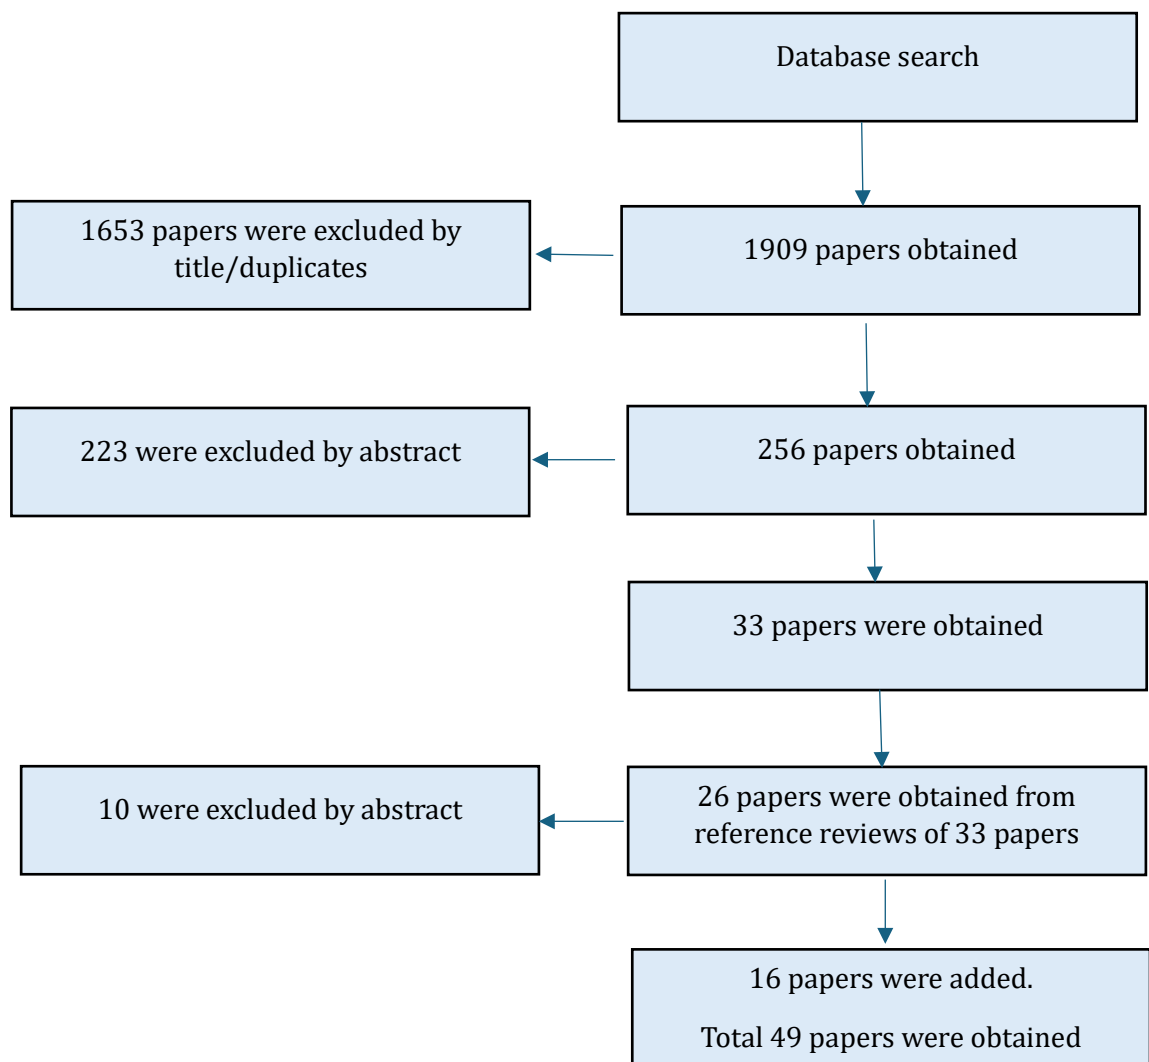 Database search
1653 papers were excluded by
title/duplicates
1909 papers obtained
223 were excluded by abstract
256 papers obtained
33 papers were obtained
10 were excluded by abstract
26 papers were obtained from
reference reviews of 33 papers
16 papers were added.
Total 49 papers were obtained